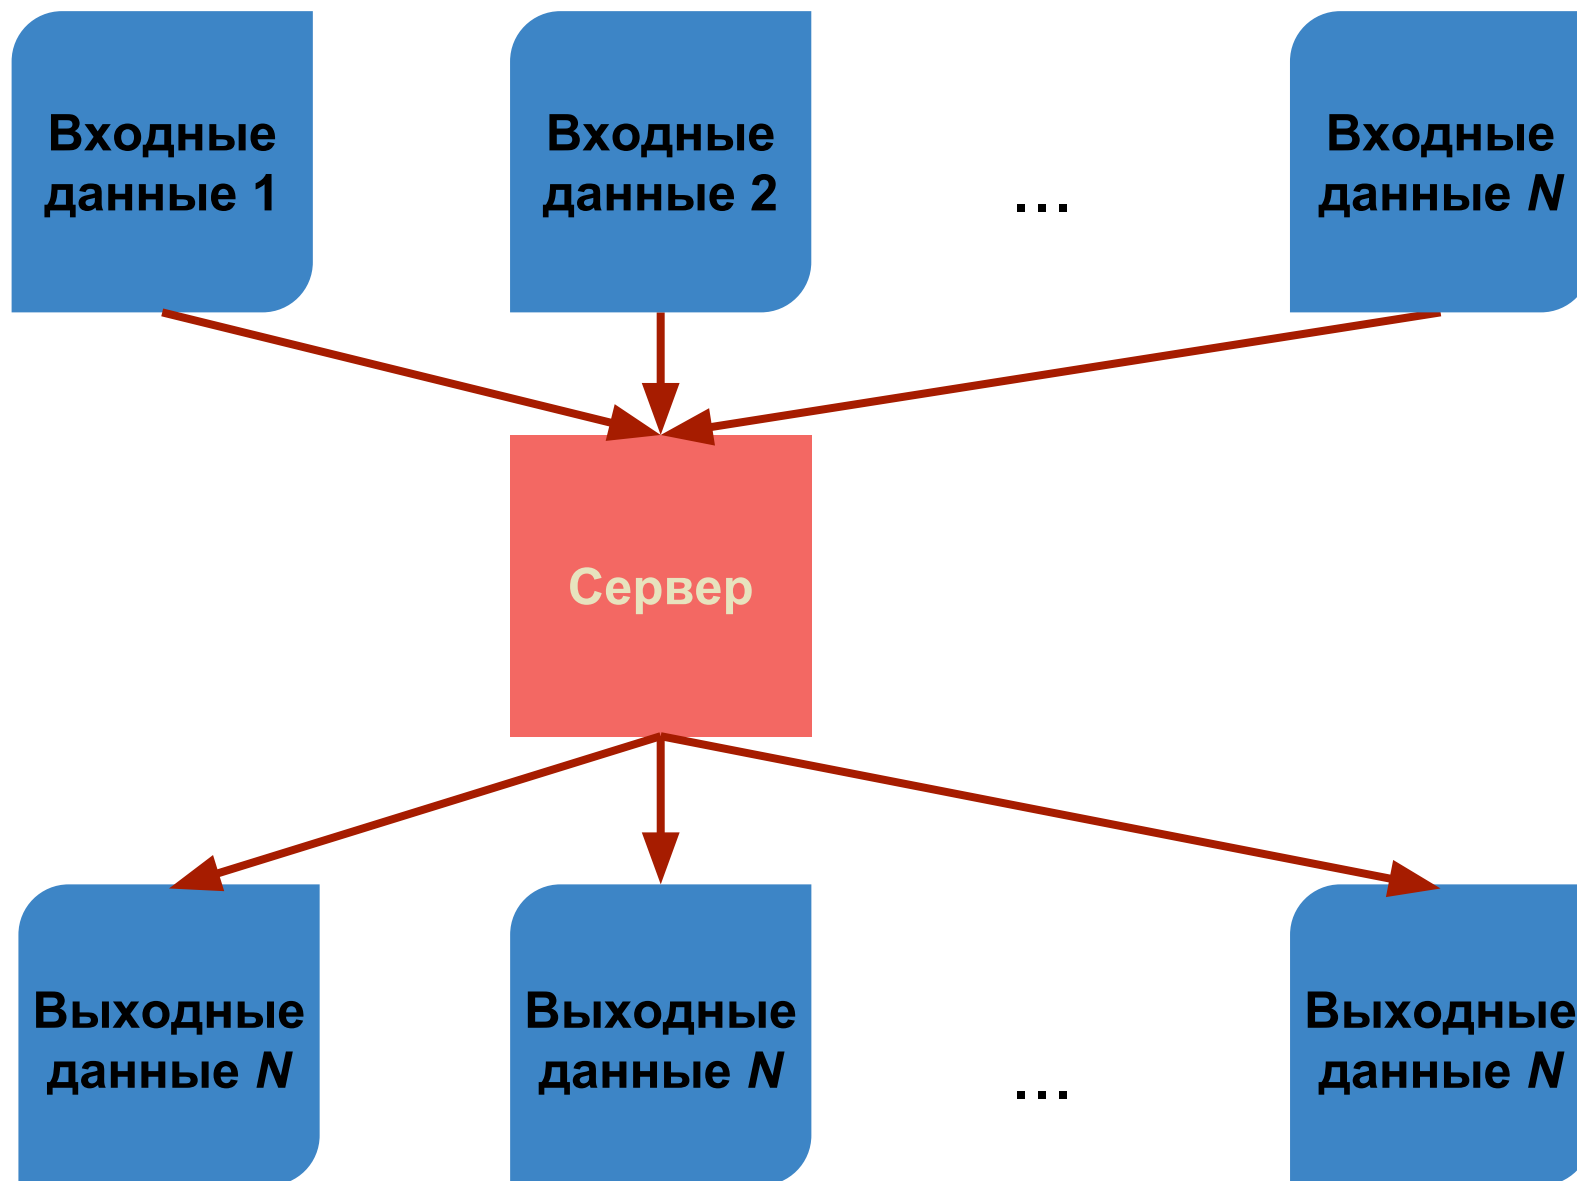 Входные
данные 1
Входные
данные 2
...
Входные
данные N
Сервер
Выходные
данные N
Выходные
данные N
...
Выходные
данные N